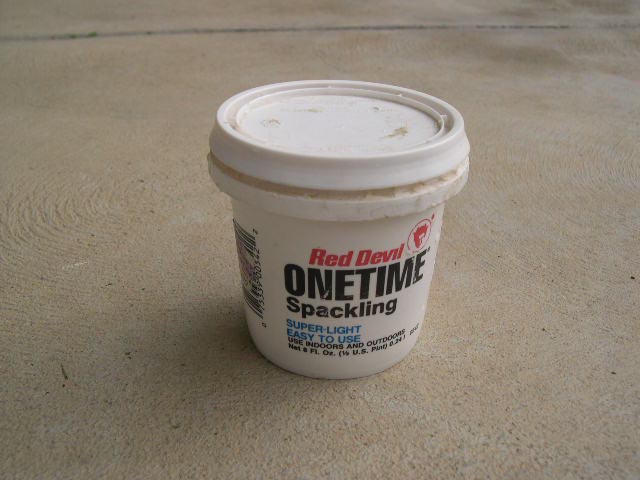 Red Devil
ONETIME®
Spackling
SUPER-LIGHT
EASY TO USE
USE INDOORS AND OUTDOORS
Net 8 Fl. Oz. (½ U.S. Pint) 0.24 l